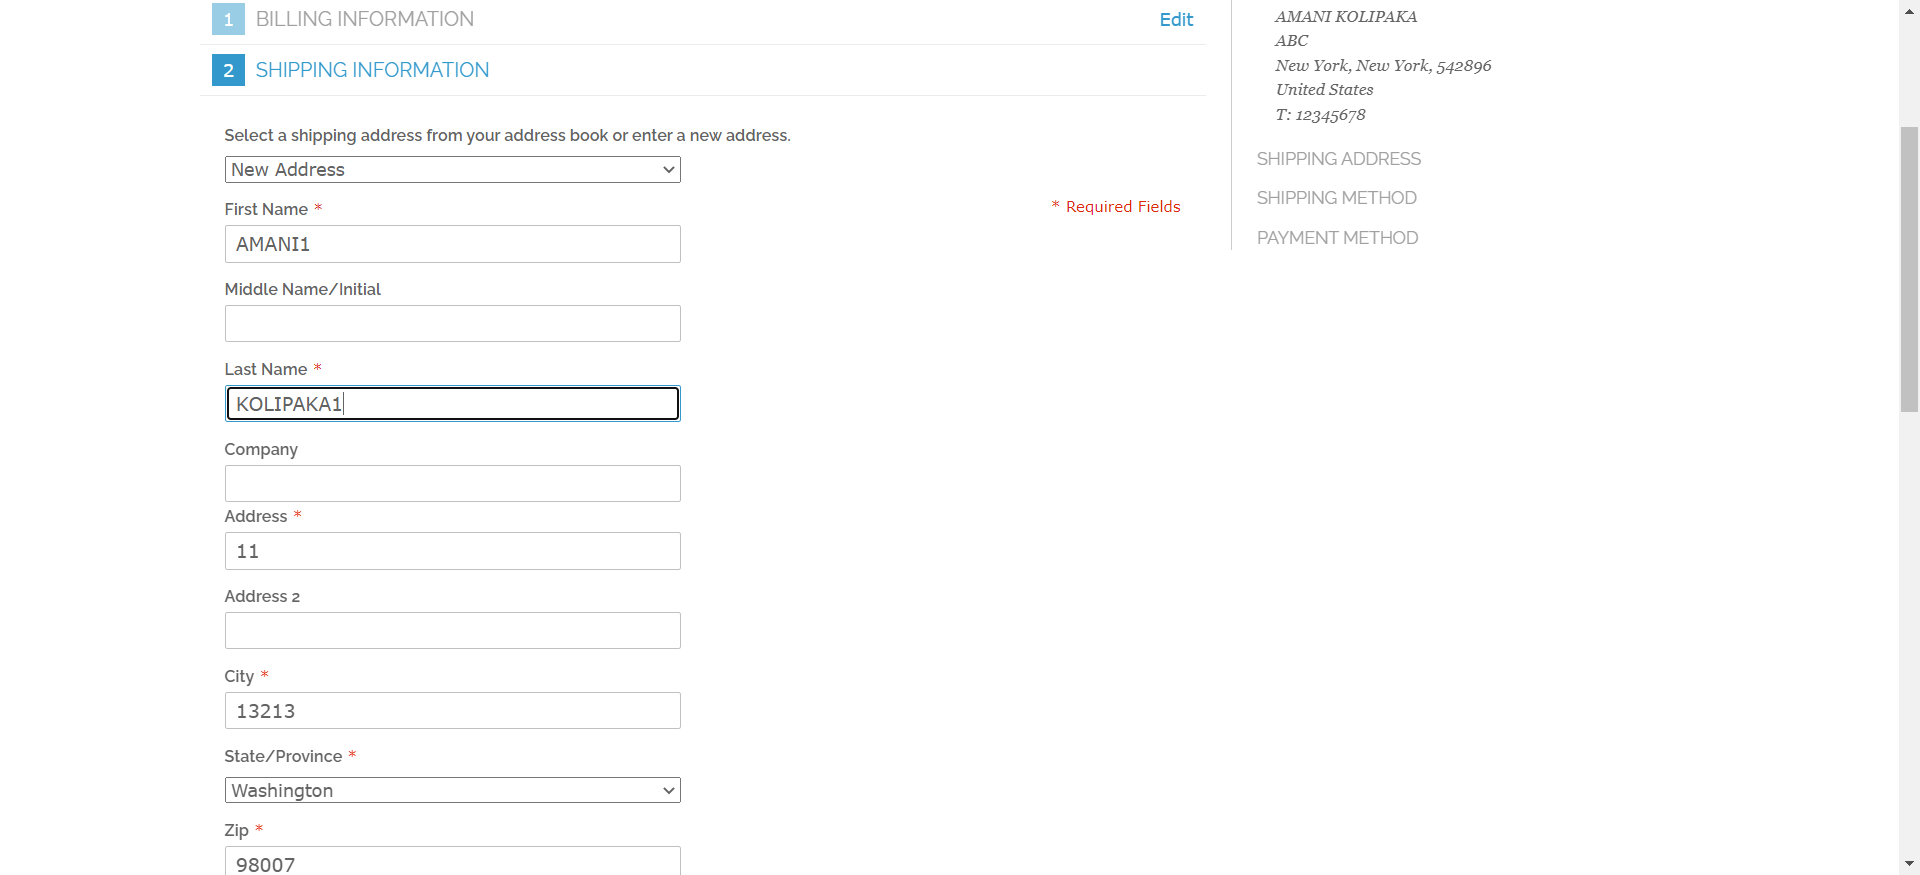 1 BILLING INFORMATION Edit
2 SHIPPING INFORMATION
Select a shipping address from your address book or enter a new address.
New Address
* Required Fields
First Name *
AMANI1
Middle Name/Initial
Last Name *
KOLIPAKA1
Company
Address *
11
Address 2
City *
13213
State/Province *
Washington
Zip *
98007
AMANI KOLIPAKA
ABC
New York, New York, 542896
United States
T: 12345678
SHIPPING ADDRESS
SHIPPING METHOD
PAYMENT METHOD